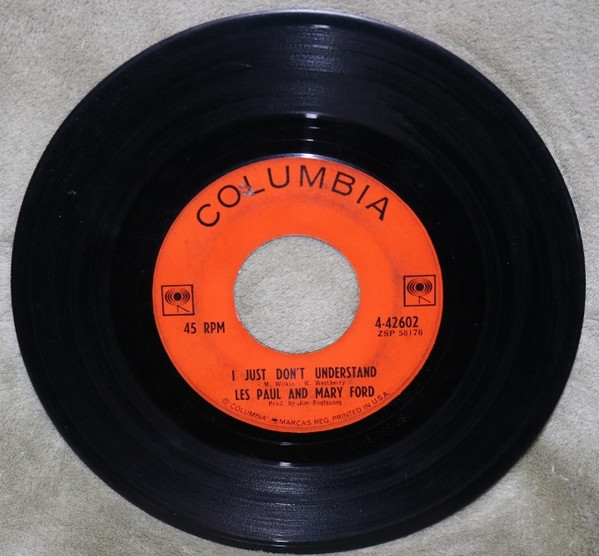 COLUMBIA
45 RPM
4-42602
ZSP 58176
I JUST DON'T UNDERSTAND
- M. Wilkin - K. Westberry -
LES PAUL AND MARY FORD
Prod. by Jim
© "COLUMBIA" MARCAS REG. PRINTED IN U.S.A.